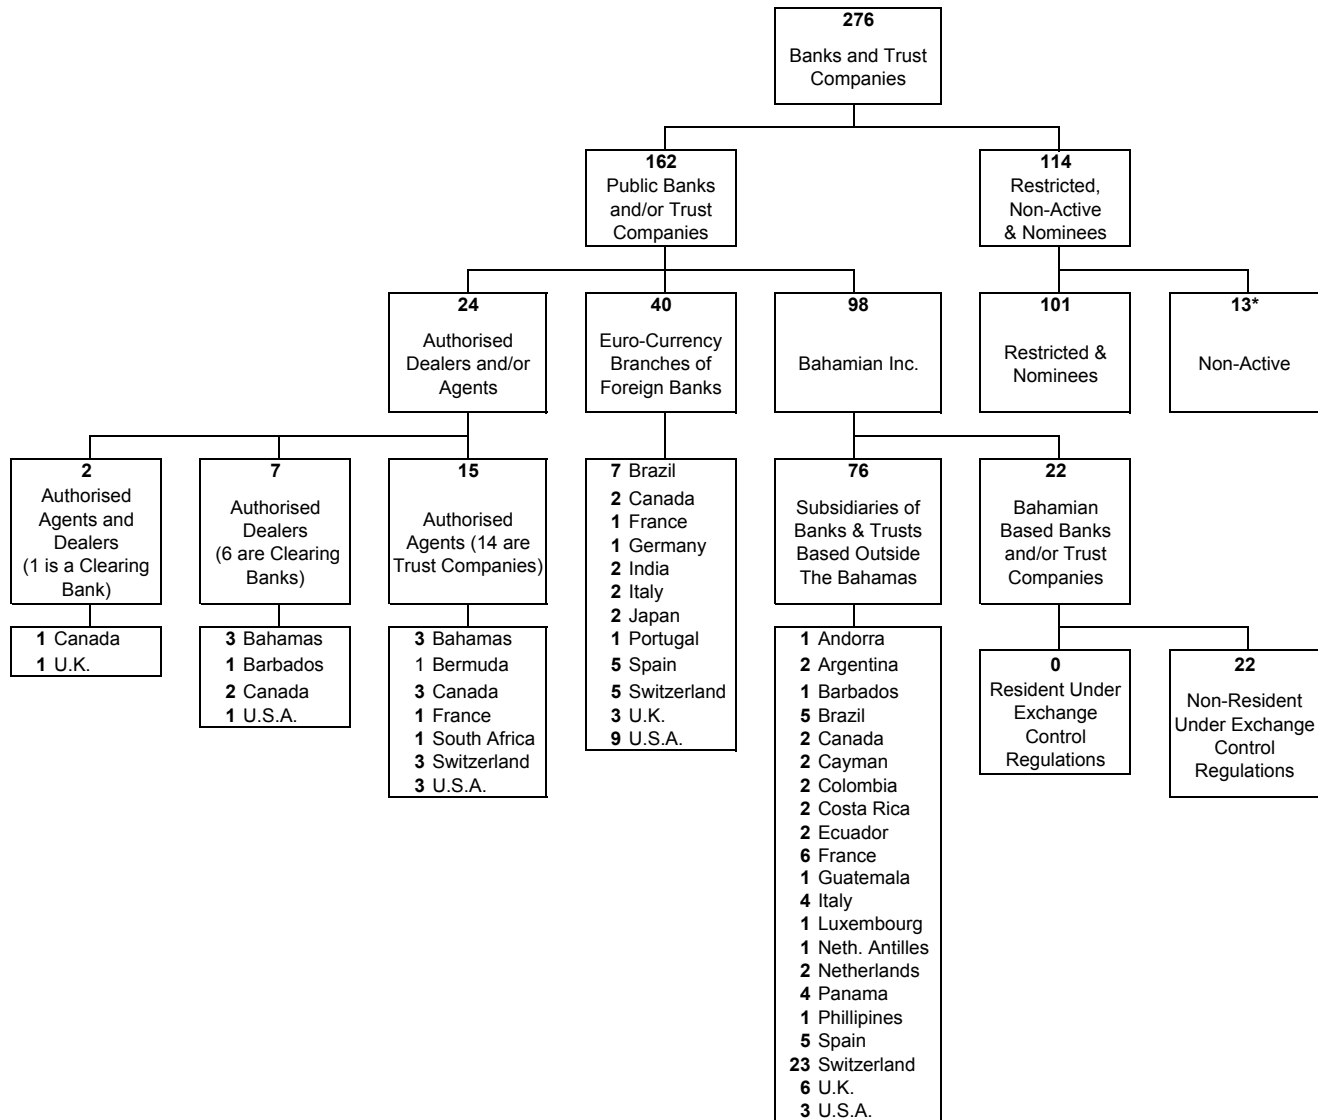 276
Banks and Trust
Companies
162
Public Banks
and/or Trust
Companies
114
Restricted,
Non-Active
& Nominees
24
Authorised
Dealers and/or
Agents
40
Euro-Currency
Branches of
Foreign Banks
98
Bahamian Inc.
101
Restricted &
Nominees
13*
Non-Active
2
Authorised
Agents and
Dealers
(1 is a Clearing
Bank)
7
Authorised
Dealers
(6 are Clearing
Banks)
15
Authorised
Agents (14 are
Trust Companies)
7 Brazil
2 Canada
1 France
1 Germany
2 India
2 Italy
2 Japan
1 Portugal
5 Spain
5 Switzerland
3 U.K.
9 U.S.A.
76
Subsidiaries of
Banks & Trusts
Based Outside
The Bahamas
22
Bahamian
Based Banks
and/or Trust
Companies
1 Canada
1 U.K.
3 Bahamas
1 Barbados
2 Canada
1 U.S.A.
3 Bahamas
1 Bermuda
3 Canada
1 France
1 South Africa
3 Switzerland
3 U.S.A.
1 Andorra
2 Argentina
1 Barbados
5 Brazil
2 Canada
2 Cayman
2 Colombia
2 Costa Rica
2 Ecuador
6 France
1 Guatemala
4 Italy
1 Luxembourg
1 Neth. Antilles
2 Netherlands
4 Panama
1 Phillipines
5 Spain
23 Switzerland
6 U.K.
3 U.S.A.
0
Resident Under
Exchange
Control
Regulations
22
Non-Resident
Under Exchange
Control
Regulations